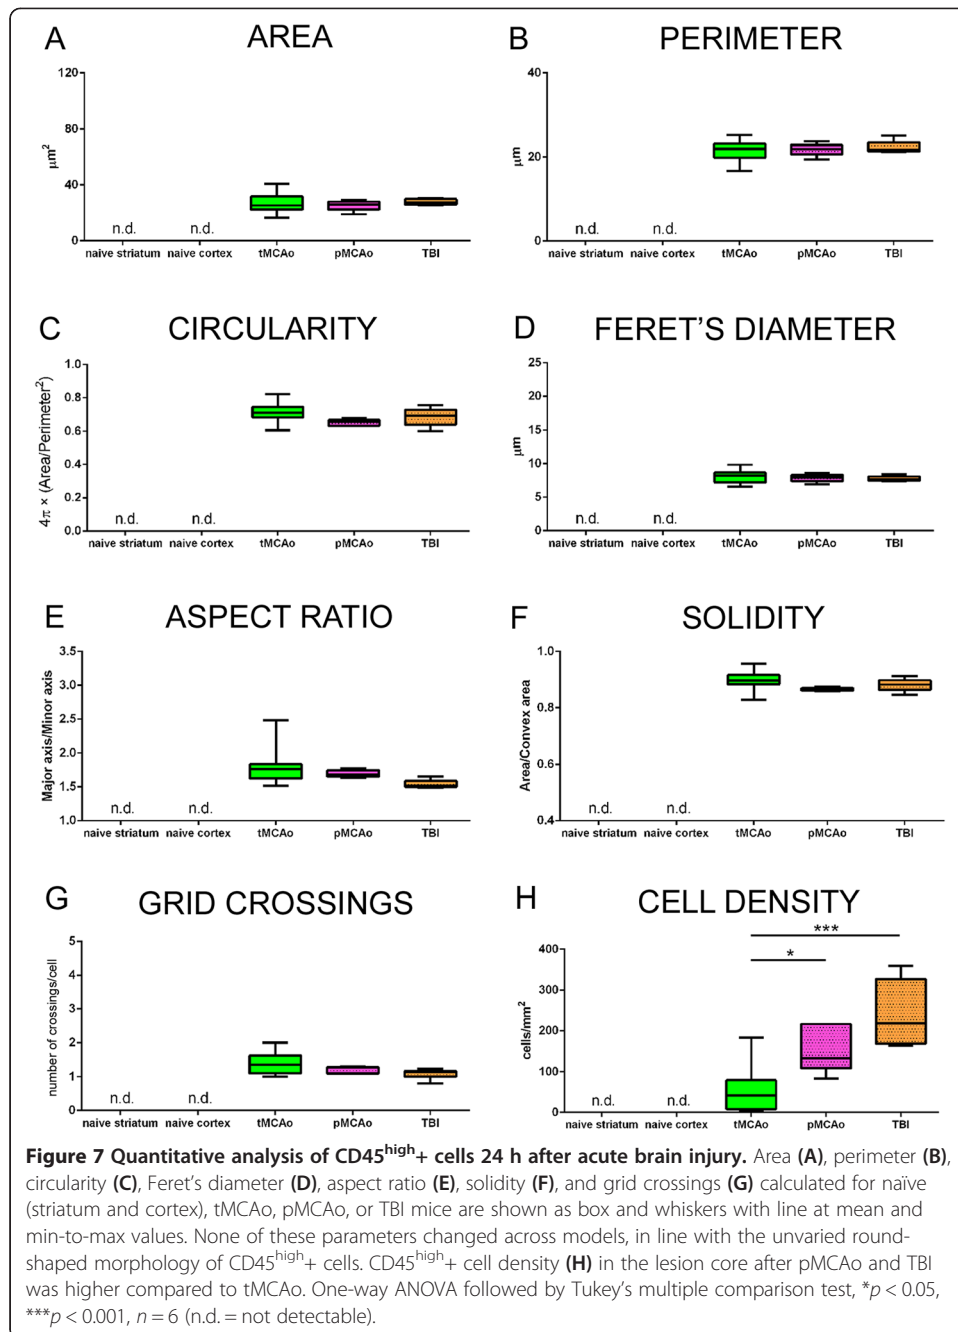 A AREA
120
80
40
0
μm²
n.d. n.d.
naive striatum naive cortex tMCAo pMCAo TBI
B PERIMETER
40
20
0
μm
n.d. n.d.
naive striatum naive cortex tMCAo pMCAo TBI
C CIRCULARITY
1.0
0.8
0.6
0.4
0.2
0.0
4π × (Area/Perimeter²)
n.d. n.d.
naive striatum naive cortex tMCAo pMCAo TBI
D FERET'S DIAMETER
25
20
15
10
5
0
μm
n.d. n.d.
naive striatum naive cortex tMCAo pMCAo TBI
E ASPECT RATIO
3.5
3.0
2.5
2.0
1.5
1.0
Major axis/Minor axis
n.d. n.d.
naive striatum naive cortex tMCAo pMCAo TBI
F SOLIDITY
1.0
0.8
0.6
0.4
Area/Convex area
n.d. n.d.
naive striatum naive cortex tMCAo pMCAo TBI
G GRID CROSSINGS
5
4
3
2
1
0
number of crossings/cell
n.d. n.d.
naive striatum naive cortex tMCAo pMCAo TBI
H CELL DENSITY
***
*
400
300
200
100
0
cells/mm²
n.d. n.d.
naive striatum naive cortex tMCAo pMCAo TBI
Figure 7 Quantitative analysis of CD45high+ cells 24 h after acute brain injury. Area (A), perimeter (B),
circularity (C), Feret's diameter (D), aspect ratio (E), solidity (F), and grid crossings (G) calculated for naïve
(striatum and cortex), tMCAo, pMCAo, or TBI mice are shown as box and whiskers with line at mean and
min-to-max values. None of these parameters changed across models, in line with the unvaried round-
shaped morphology of CD45high+ cells. CD45high+ cell density (H) in the lesion core after pMCAo and TBI
was higher compared to tMCAo. One-way ANOVA followed by Tukey's multiple comparison test, *p < 0.05,
***p < 0.001, n = 6 (n.d. = not detectable).